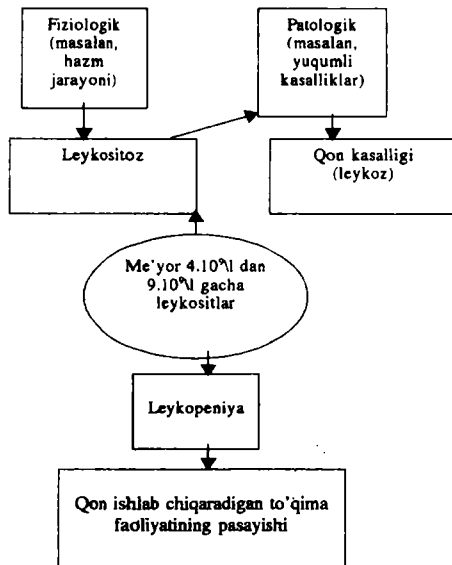 Fiziologik
(masalan,
hazm
jarayoni)
Patologik
(masalan,
yuqumli
kasalliklar)
Leykositoz
Qon kasalligi
(leykoz)
Me'yor 4.10⁹\l dan
9.10⁹\l gacha
leykositlar
Leykopeniya
Qon ishlab chiqaradigan to'qima
faoliyatining pasayishi